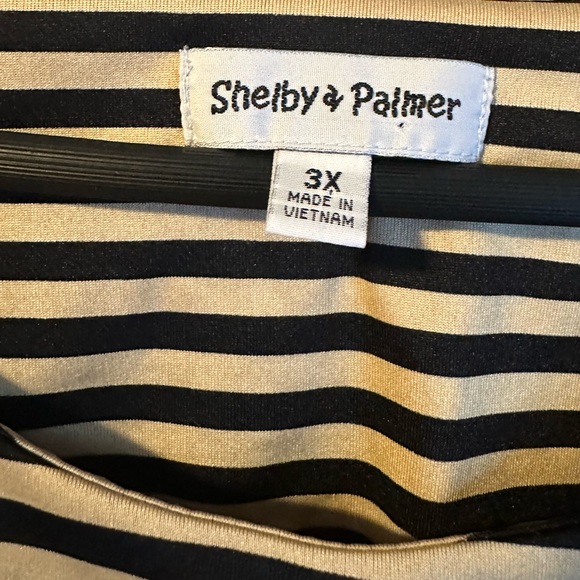 Shelby & Palmer
3X
MADE IN
VIETNAM